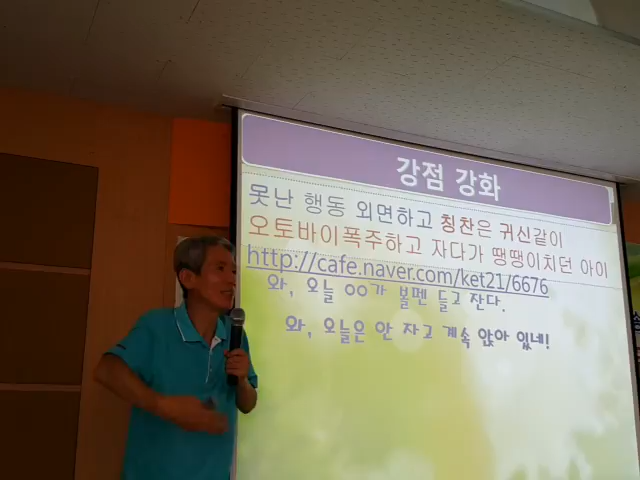 강점 강화
못난 행동 외면하고 칭찬은 귀신같이
오토바이폭주하고 자다가 땡땡이치던 아이
http://cafe.naver.com/ket21/6676
와, 오늘 OO가 볼펜 들고 잔다.
와, 오늘은 안 자고 계속 앉아 있네!